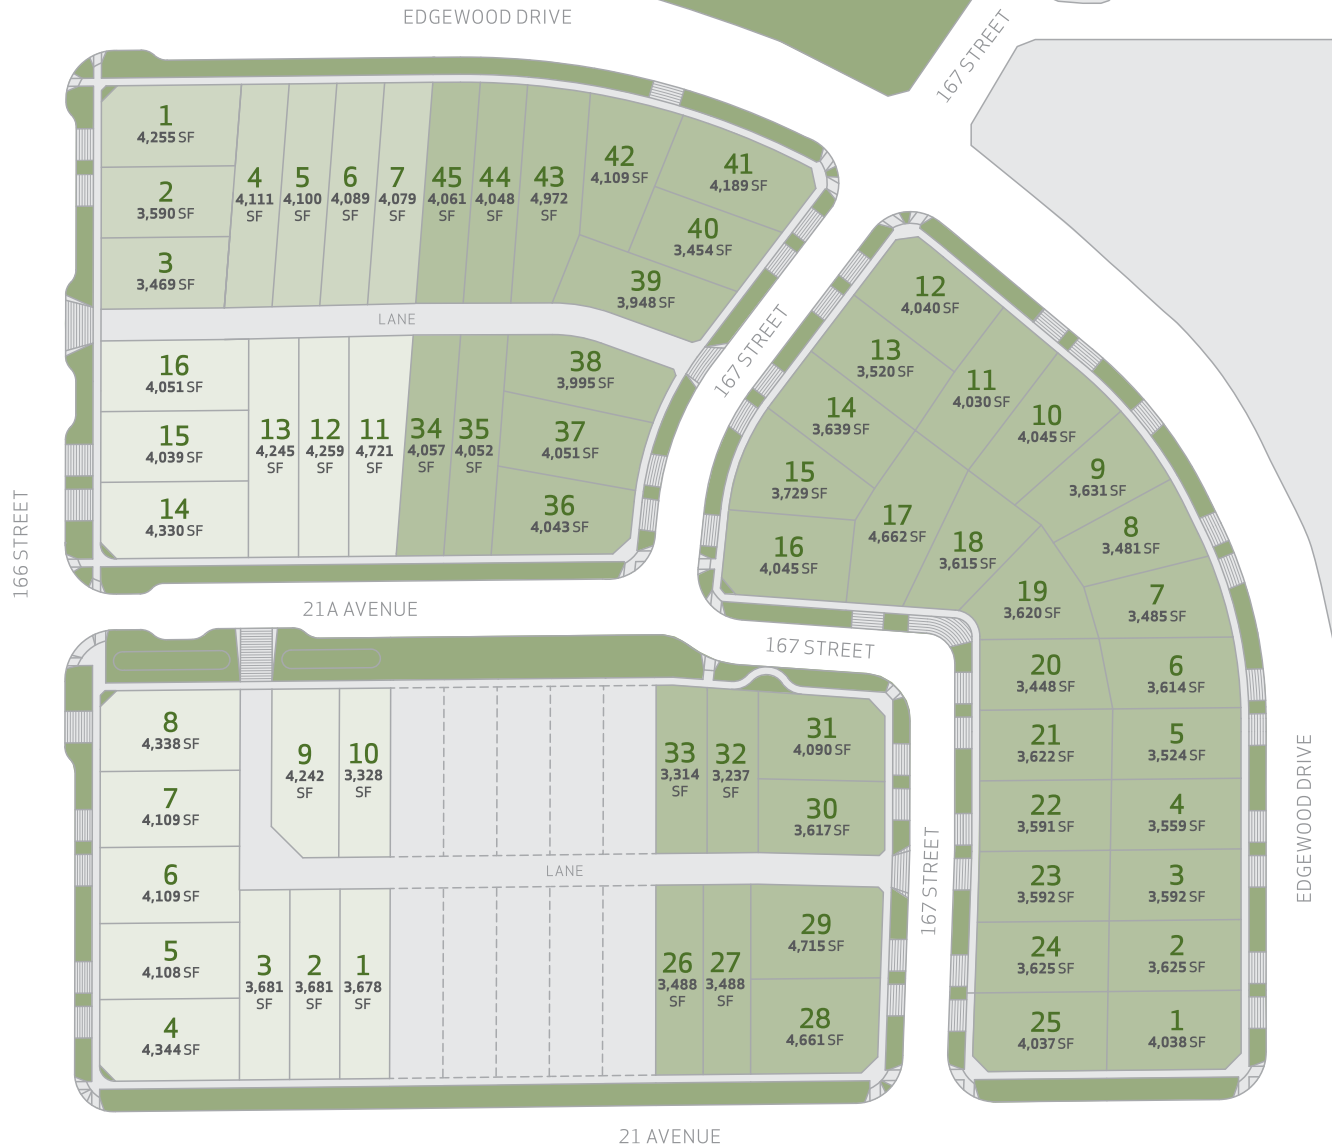 EDGEWOOD DRIVE
167 STREET
1
4,255 SF
2
3,590 SF
3
3,469 SF
4
4,111
SF
5
4,100
SF
6
4,089
SF
7
4,079
SF
45
4,061
SF
44
4,048
SF
43
4,972
SF
42
4,109 SF
41
4,189 SF
40
3,454 SF
39
3,948 SF
LANE
16
4,051 SF
15
4,039 SF
14
4,330 SF
13
4,245
SF
12
4,259
SF
11
4,721
SF
34
4,057
SF
35
4,052
SF
38
3,995 SF
37
4,051 SF
36
4,043 SF
167 STREET
166 STREET
21A AVENUE
12
4,040 SF
13
3,520 SF
11
4,030 SF
14
3,639 SF
10
4,045 SF
15
3,729 SF
9
3,631 SF
17
4,662 SF
8
3,481 SF
16
4,045 SF
18
3,615 SF
19
3,620 SF
7
3,485 SF
167 STREET
20
3,448 SF
6
3,614 SF
21
3,622 SF
5
3,524 SF
22
3,591 SF
4
3,559 SF
23
3,592 SF
3
3,592 SF
24
3,625 SF
2
3,625 SF
25
4,037 SF
1
4,038 SF
EDGEWOOD DRIVE
167 STREET
8
4,338 SF
7
4,109 SF
6
4,109 SF
5
4,108 SF
4
4,344 SF
9
4,242
SF
10
3,328
SF
33
3,314
SF
32
3,237
SF
31
4,090 SF
30
3,617 SF
LANE
3
3,681
SF
2
3,681
SF
1
3,678
SF
26
3,488
SF
27
3,488
SF
29
4,715 SF
28
4,661 SF
21 AVENUE